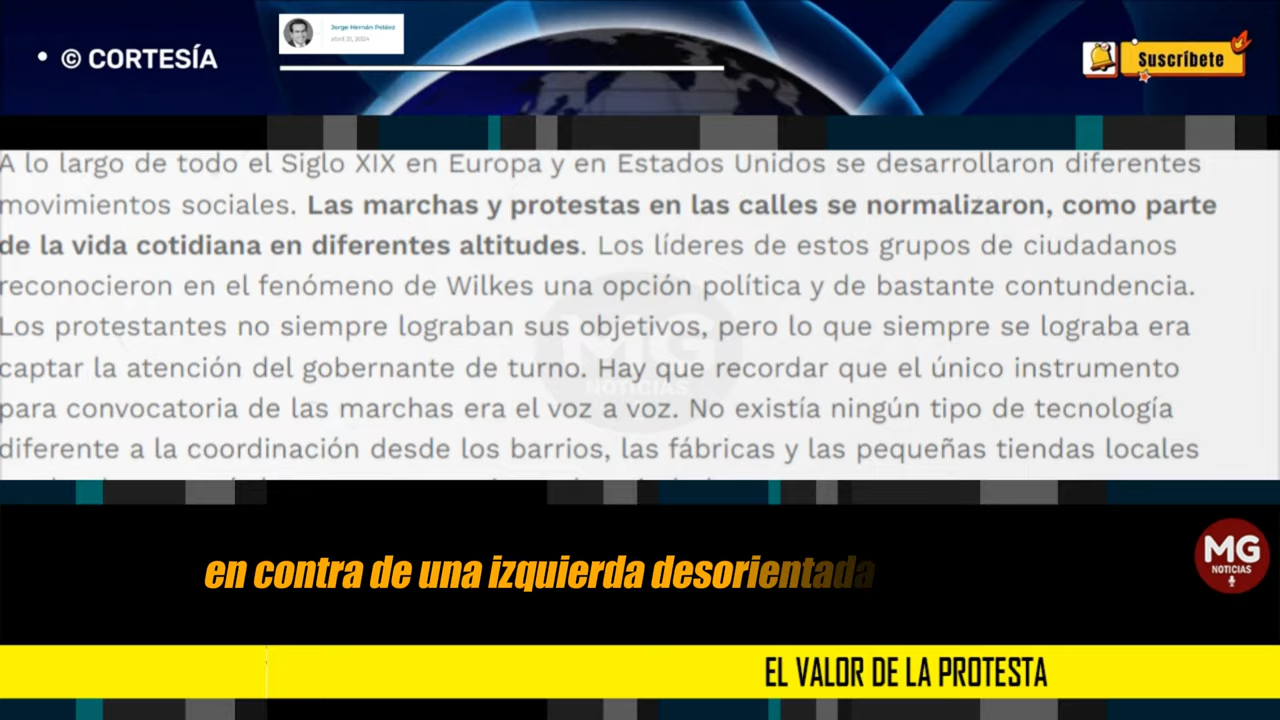 • © CORTESÍA
Jorge Hernán Peláez
abril 21, 2024
Suscríbete
A lo largo de todo el Siglo XIX en Europa y en Estados Unidos se desarrollaron diferentes
movimientos sociales. Las marchas y protestas en las calles se normalizaron, como parte
de la vida cotidiana en diferentes altitudes. Los líderes de estos grupos de ciudadanos
reconocieron en el fenómeno de Wilkes una opción política y de bastante contundencia.
Los protestantes no siempre lograban sus objetivos, pero lo que siempre se lograba era
captar la atención del gobernante de turno. Hay que recordar que el único instrumento
para convocatoria de las marchas era el voz a voz. No existía ningún tipo de tecnología
diferente a la coordinación desde los barrios, las fábricas y las pequeñas tiendas locales
MG
NOTICIAS
en contra de una izquierda desorientada
MG
NOTICIAS
EL VALOR DE LA PROTESTA